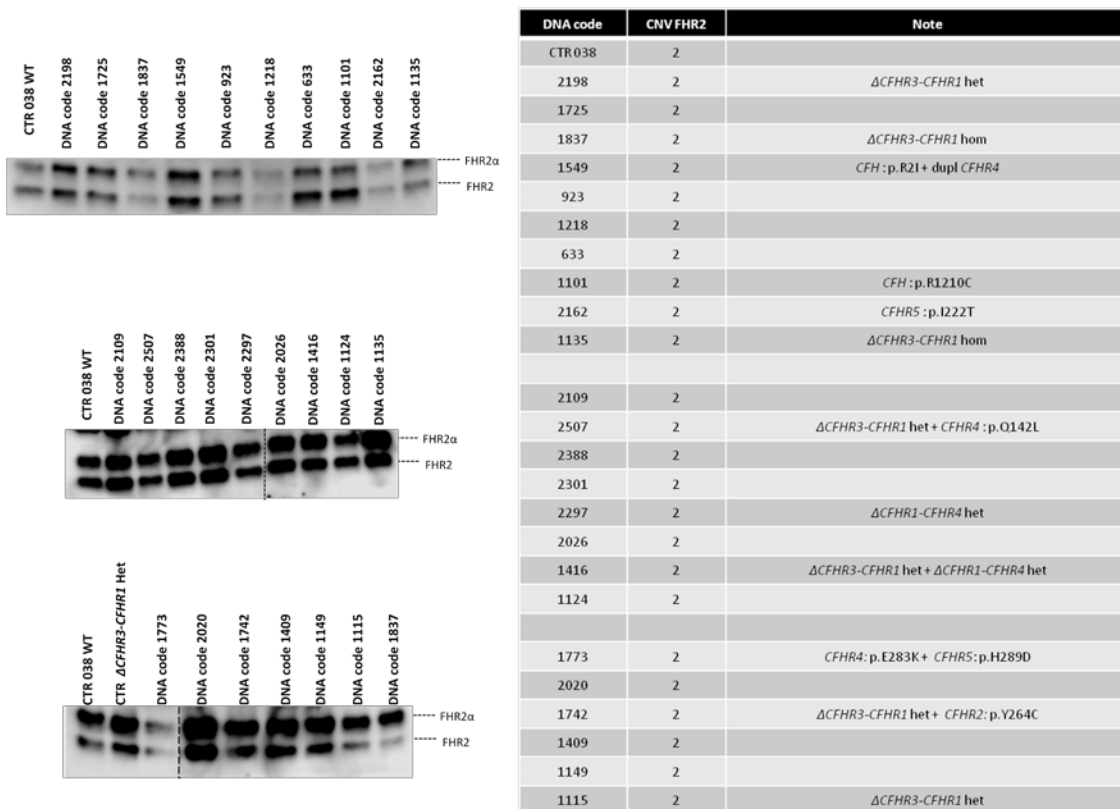 CTR 038 WT
DNA code 2198
DNA code 1725
DNA code 1837
DNA code 1549
DNA code 923
DNA code 1218
DNA code 633
DNA code 1101
DNA code 2162
DNA code 1135
FHR2α
FHR2
CTR 038 WT
DNA code 2109
DNA code 2507
DNA code 2388
DNA code 2301
DNA code 2297
DNA code 2026
DNA code 1416
DNA code 1124
DNA code 1135
FHR2α
FHR2
CTR 038 WT
CTR ΔCFHR3-CFHR1 Het
DNA code 1773
DNA code 2020
DNA code 1742
DNA code 1409
DNA code 1149
DNA code 1115
DNA code 1837
FHR2α
FHR2
DNA code CNV FHR2 Note
CTR 038 2
2198 2 ΔCFHR3-CFHR1 het
1725 2
1837 2 ΔCFHR3-CFHR1 hom
1549 2 CFH : p.R2I + dupl CFHR4
923 2
1218 2
633 2
1101 2 CFH : p.R1210C
2162 2 CFHR5 : p.I222T
1135 2 ΔCFHR3-CFHR1 hom
2109 2
2507 2 ΔCFHR3-CFHR1 het + CFHR4 : p.Q142L
2388 2
2301 2
2297 2 ΔCFHR1-CFHR4 het
2026 2
1416 2 ΔCFHR3-CFHR1 het + ΔCFHR1-CFHR4 het
1124 2
1773 2 CFHR4: p.E283K + CFHR5: p.H289D
2020 2
1742 2 ΔCFHR3-CFHR1 het + CFHR2: p.Y264C
1409 2
1149 2
1115 2 ΔCFHR3-CFHR1 het